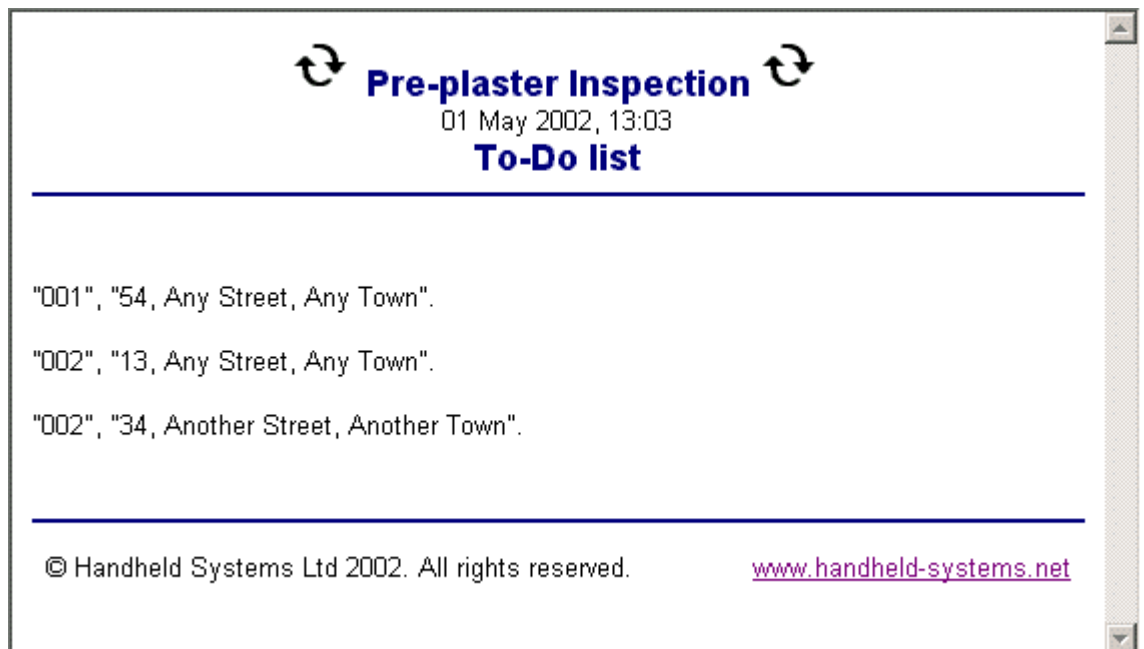 Pre-plaster Inspection
01 May 2002, 13:03
To-Do list
"001", "54, Any Street, Any Town".
"002", "13, Any Street, Any Town".
"002", "34, Another Street, Another Town".
© Handheld Systems Ltd 2002. All rights reserved. www.handheld-systems.net